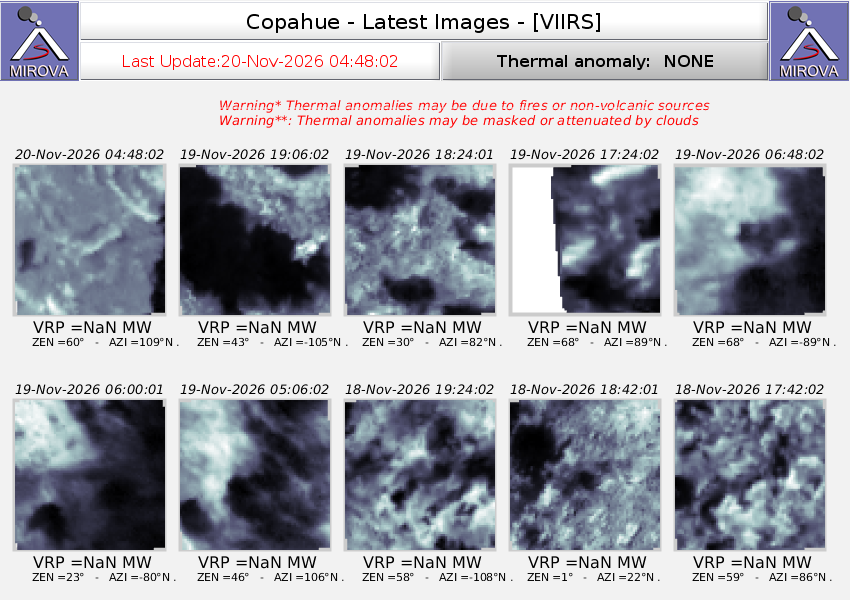 Copahue - Latest Images - [VIIRS]
MIROVA
Last Update:20-Nov-2026 04:48:02
Thermal anomaly: NONE
MIROVA
Warning* Thermal anomalies may be due to fires or non-volcanic sources
Warning**: Thermal anomalies may be masked or attenuated by clouds
20-Nov-2026 04:48:02
19-Nov-2026 19:06:02
19-Nov-2026 18:24:01
19-Nov-2026 17:24:02
19-Nov-2026 06:48:02
VRP =NaN MW
VRP =NaN MW
VRP =NaN MW
VRP =NaN MW
VRP =NaN MW
ZEN =60° - AZI =109°N .
ZEN =43° - AZI =-105°N .
ZEN =30° - AZI =82°N .
ZEN =68° - AZI =89°N .
ZEN =68° - AZI =-89°N .
19-Nov-2026 06:00:01
19-Nov-2026 05:06:02
18-Nov-2026 19:24:02
18-Nov-2026 18:42:01
18-Nov-2026 17:42:02
VRP =NaN MW
VRP =NaN MW
VRP =NaN MW
VRP =NaN MW
VRP =NaN MW
ZEN =23° - AZI =-80°N .
ZEN =46° - AZI =106°N .
ZEN =58° - AZI =-108°N .
ZEN =1° - AZI =22°N .
ZEN =59° - AZI =86°N .